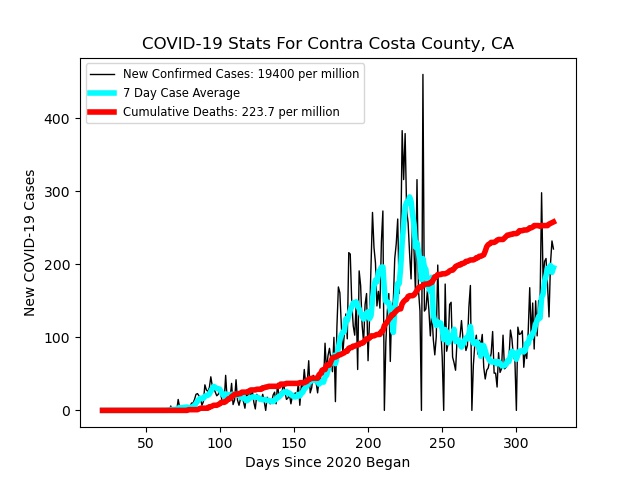 COVID-19 Stats For Contra Costa County, CA
New Confirmed Cases: 19400 per million
7 Day Case Average
Cumulative Deaths: 223.7 per million
New COVID-19 Cases
400
300
200
100
0
50 100 150 200 250 300
Days Since 2020 Began